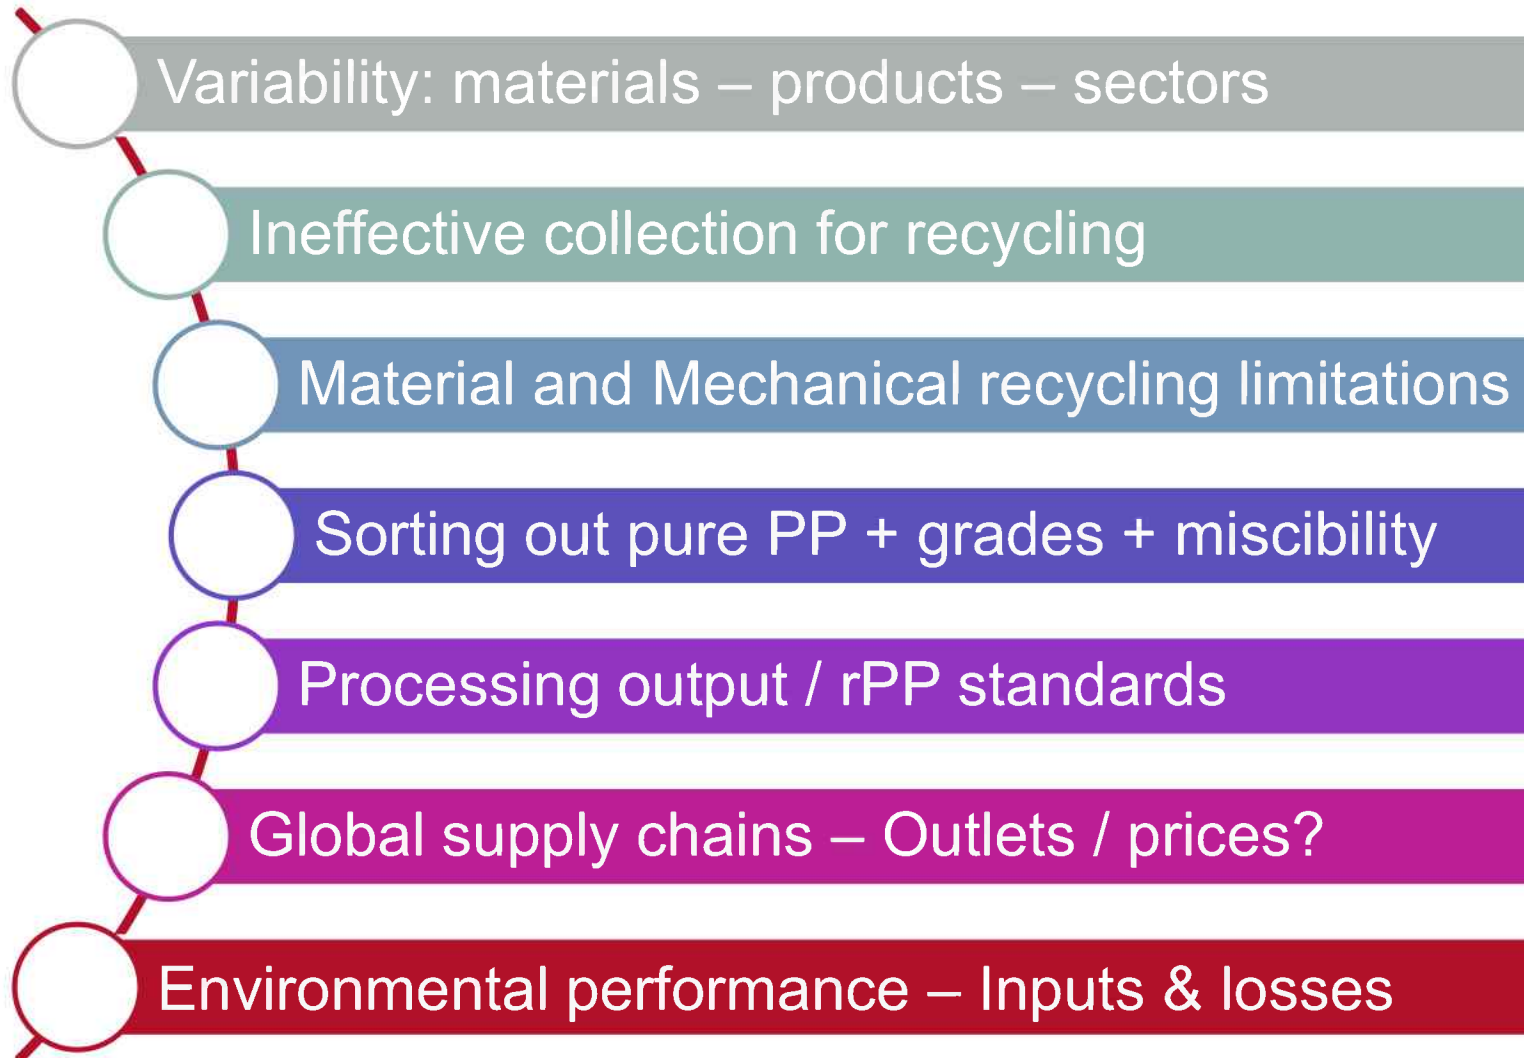 Variability: materials – products – sectors
Ineffective collection for recycling
Material and Mechanical recycling limitations
Sorting out pure PP + grades + miscibility
Processing output / rPP standards
Global supply chains – Outlets / prices?
Environmental performance – Inputs & losses